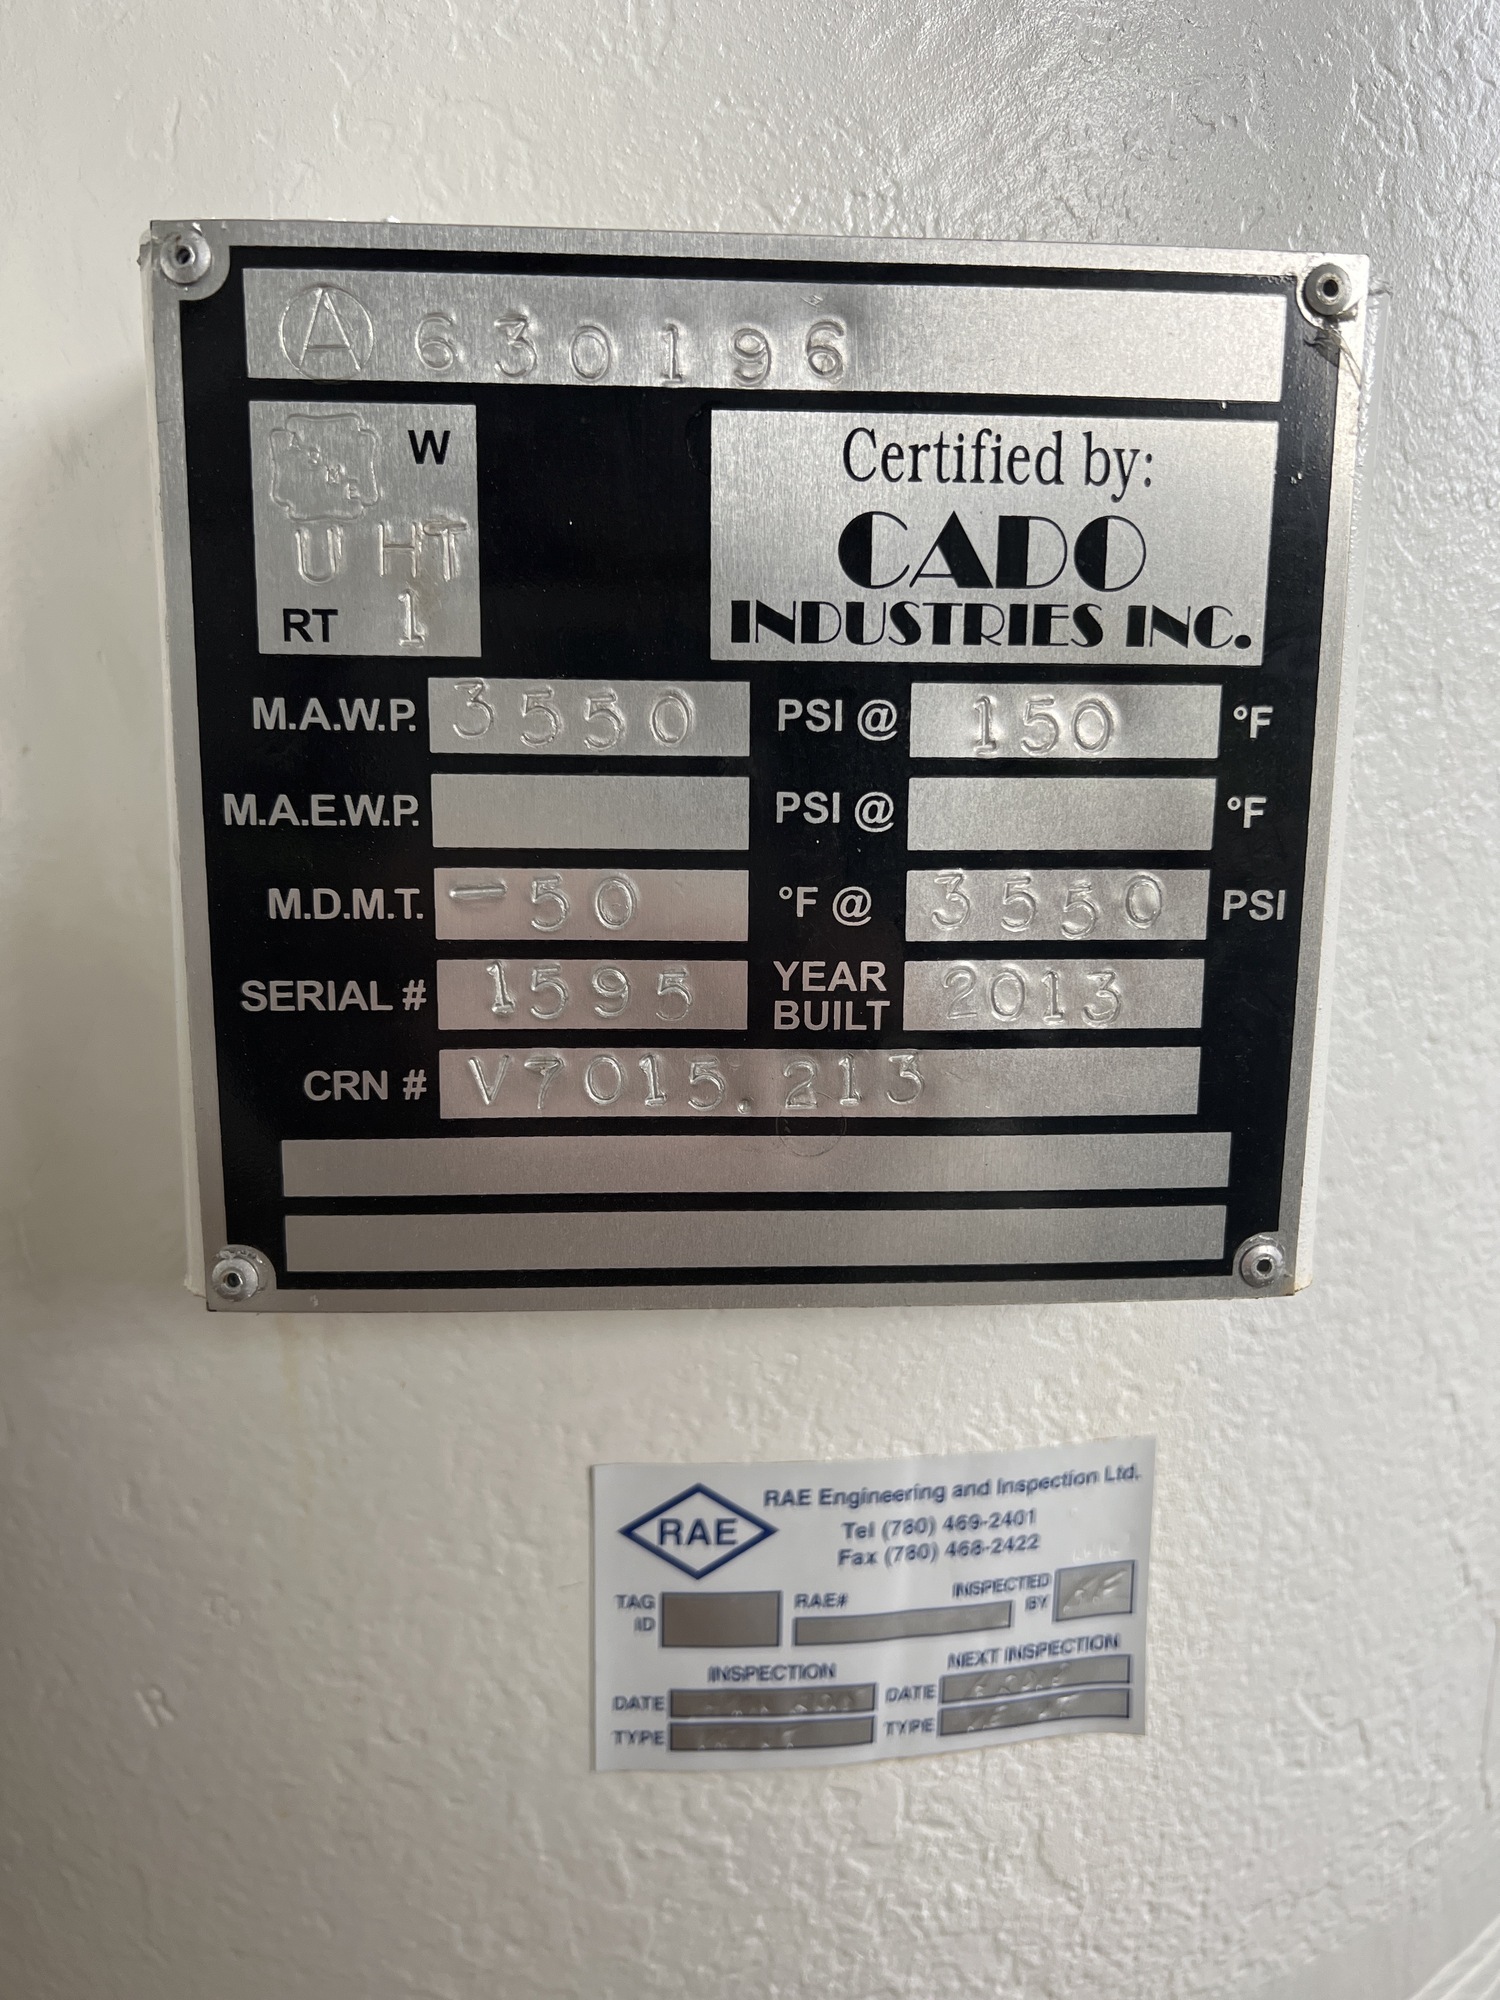 A 630196
W
U HT
RT 1
Certified by:
CADO
INDUSTRIES INC.
M.A.W.P. 3550 PSI @ 150 °F
M.A.E.W.P. PSI @ °F
M.D.M.T. -50 °F @ 3550 PSI
SERIAL # 1595 YEAR BUILT 2013
CRN # V7015.213
RAE
RAE Engineering and Inspection Ltd.
Tel (780) 469-2401
Fax (780) 468-2422
TAG ID RAE# INSPECTED BY
INSPECTION NEXT INSPECTION
DATE DATE
TYPE TYPE
R